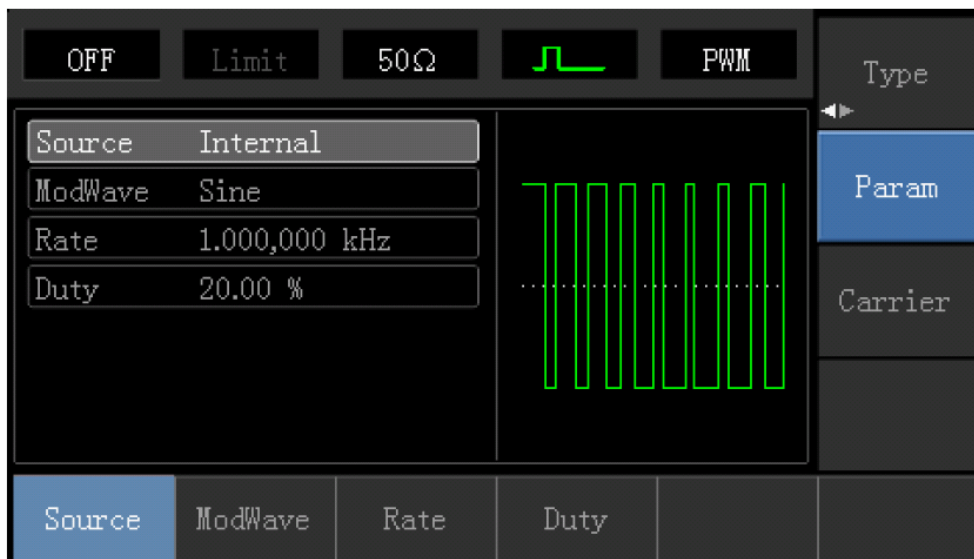 OFF Limit 50Ω PWM Type
Source Internal
ModWave Sine
Rate 1.000,000 kHz
Duty 20.00 %
Param
Carrier
Source ModWave Rate Duty